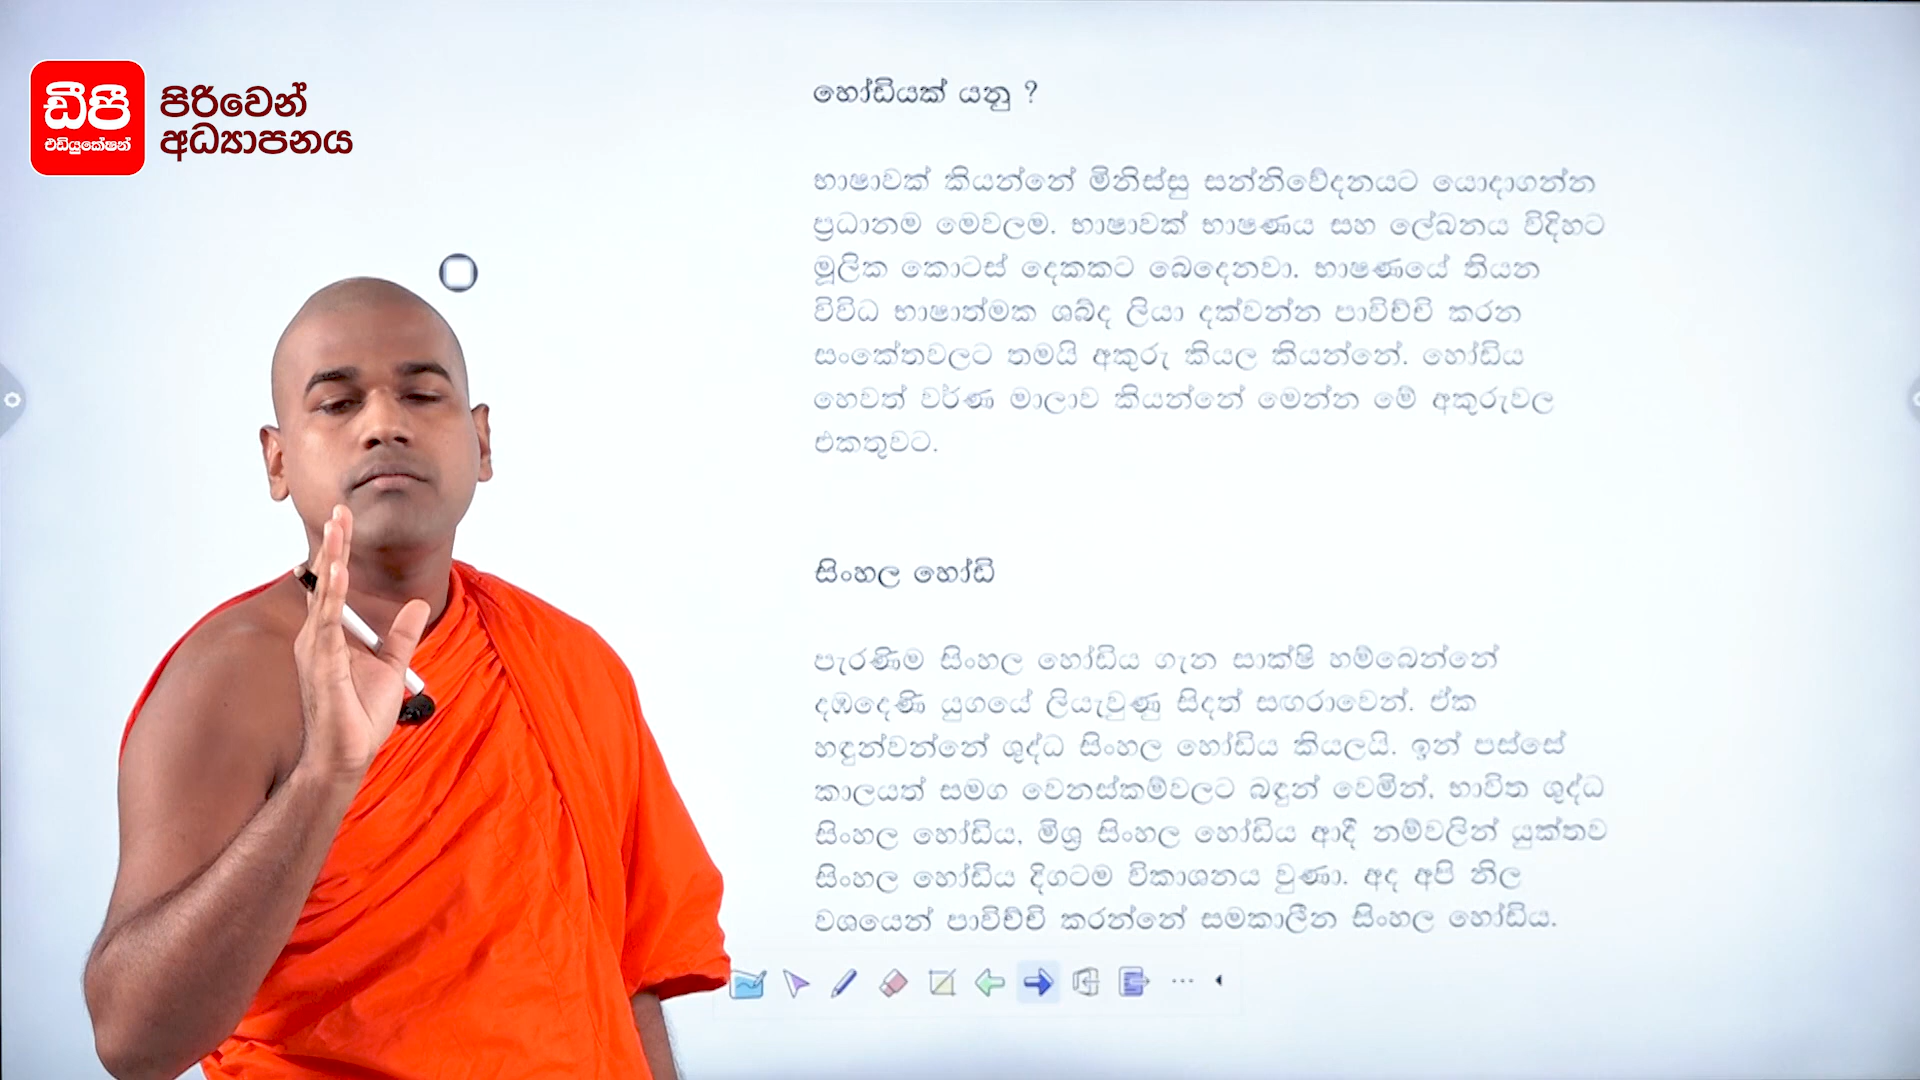 ඩීපී
එඩියුකේෂන්
පිරිවෙන්
අධ්‍යාපනය
හෝඩියක් යනු ?
භාෂාවක් කියන්නේ මිනිස්සු සන්නිවේදනයට යොදාගන්න
ප්‍රධානම මෙවලම. භාෂාවක් භාෂණය සහ ලේඛනය විදිහට
මූලික කොටස් දෙකකට බෙදෙනවා. භාෂණයේ තියන
විවිධ භාෂාත්මක ශබ්ද ලියා දක්වන්න පාවිච්චි කරන
සංකේතවලට තමයි අකුරු කියල කියන්නේ. හෝඩිය
හෙවත් වර්ණ මාලාව කියන්නේ මෙන්න මේ අකුරුවල
එකතුවට.
සිංහල හෝඩි
පැරණිම සිංහල හෝඩිය ගැන සාක්ෂි හම්බෙන්නේ
දඹදෙණි යුගයේ ලියැවුණු සිදත් සඟරාවෙන්. ඒක
හඳුන්වන්නේ ශුද්ධ සිංහල හෝඩිය කියලයි. ඉන් පස්සේ
කාලයත් සමග වෙනස්කම්වලට බඳුන් වෙමින්, භාවිත ශුද්ධ
සිංහල හෝඩිය, මිශ්‍ර සිංහල හෝඩිය ආදී නම්වලින් යුක්තව
සිංහල හෝඩිය දිගටම විකාශනය වුණා. අද අපි නිල
වශයෙන් පාවිච්චි කරන්නේ සමකාලීන සිංහල හෝඩිය.